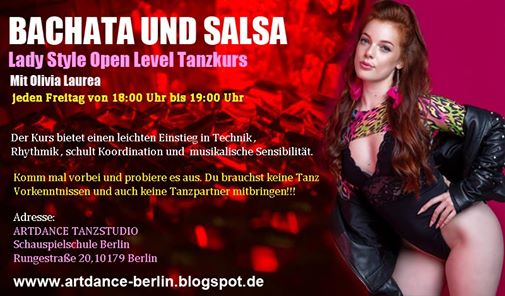 BACHATA UND SALSA
Lady Style Open Level Tanzkurs
Mit Olivia Laurea
jeden Freitag von 18:00 Uhr bis 19:00 Uhr
Der Kurs bietet einen leichten Einstieg in Technik,
Rhythmik, schult Koordination und musikalische Sensibilität.
Komm mal vorbei und probiere es aus. Du brauchst keine Tanz
Vorkenntnissen und auch keine Tanzpartner mitbringen!!!
Adresse:
ARTDANCE TANZSTUDIO
Schauspielschule Berlin
Rungestraße 20,10179 Berlin
www.artdance-berlin.blogspot.de